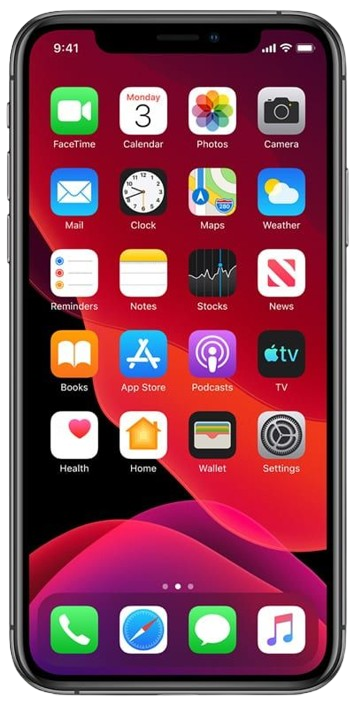 9:41
Monday
3
FaceTime
Calendar
Photos
Camera
280
Mail
Clock
Maps
Weather
Reminders
Notes
Stocks
News
tv
Books
App Store
Podcasts
TV
Health
Home
Wallet
Settings